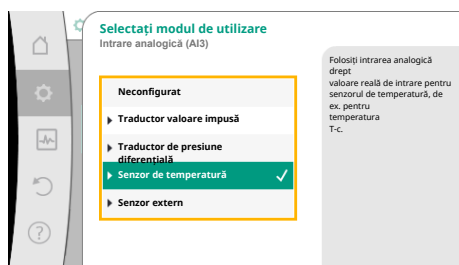 Selectați modul de utilizare
Intrare analogică (AI3)
Neconfigurat
Traductor valoare impusă
Traductor de presiune
diferențială
Senzor de temperatură
Senzor extern
Folosiți intrarea analogică
drept
valoare reală de intrare pentru
senzorul de temperatură, de
ex. pentru
temperatura
T-c.